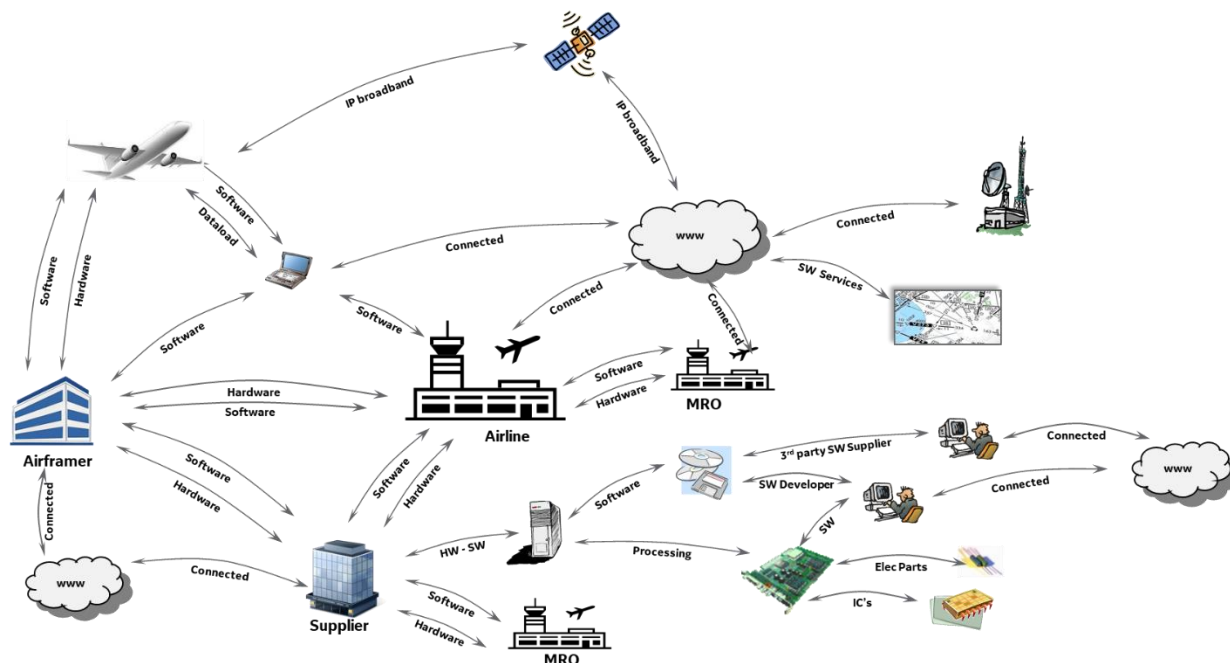 IP broadband
IP broadband
Software
Dataload
Connected
www
Connected
SW Services
Software
Hardware
Software
Software
Connected
Connected
Hardware
Software
Software
Hardware
MRO
Airline
Airframer
Software
Hardware
Software
Hardware
3rd party SW Supplier
Connected
www
Software
SW Developer
Connected
SW
Connected
www
Connected
HW - SW
Processing
Elec Parts
IC's
Supplier
Software
Hardware
MRO